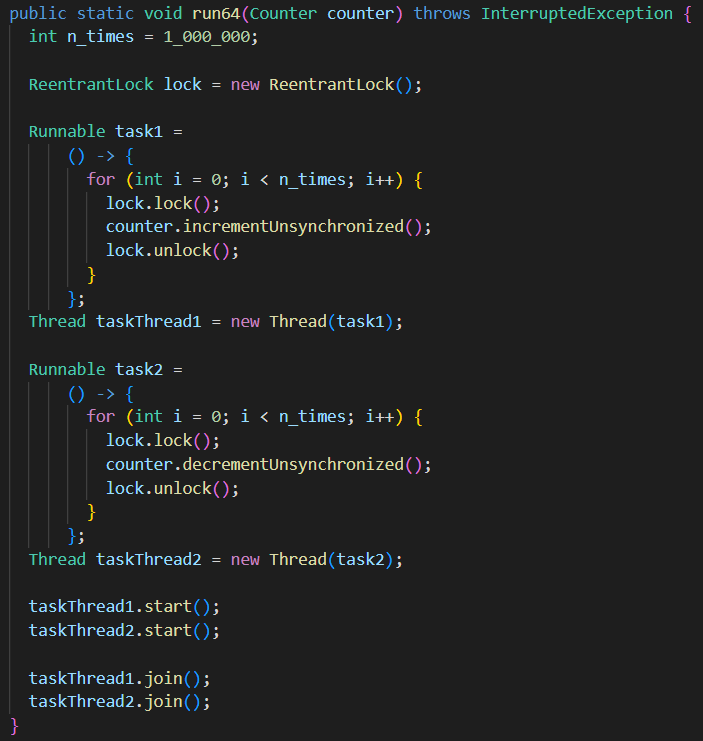 public static void run64(Counter counter) throws InterruptedException {
int n_times = 1_000_000;
ReentrantLock lock = new ReentrantLock();
Runnable task1 =
() -> {
for (int i = 0; i < n_times; i++) {
lock.lock();
counter.incrementUnsynchronized();
lock.unlock();
}
};
Thread taskThread1 = new Thread(task1);
Runnable task2 =
() -> {
for (int i = 0; i < n_times; i++) {
lock.lock();
counter.decrementUnsynchronized();
lock.unlock();
}
};
Thread taskThread2 = new Thread(task2);
taskThread1.start();
taskThread2.start();
taskThread1.join();
taskThread2.join();
}